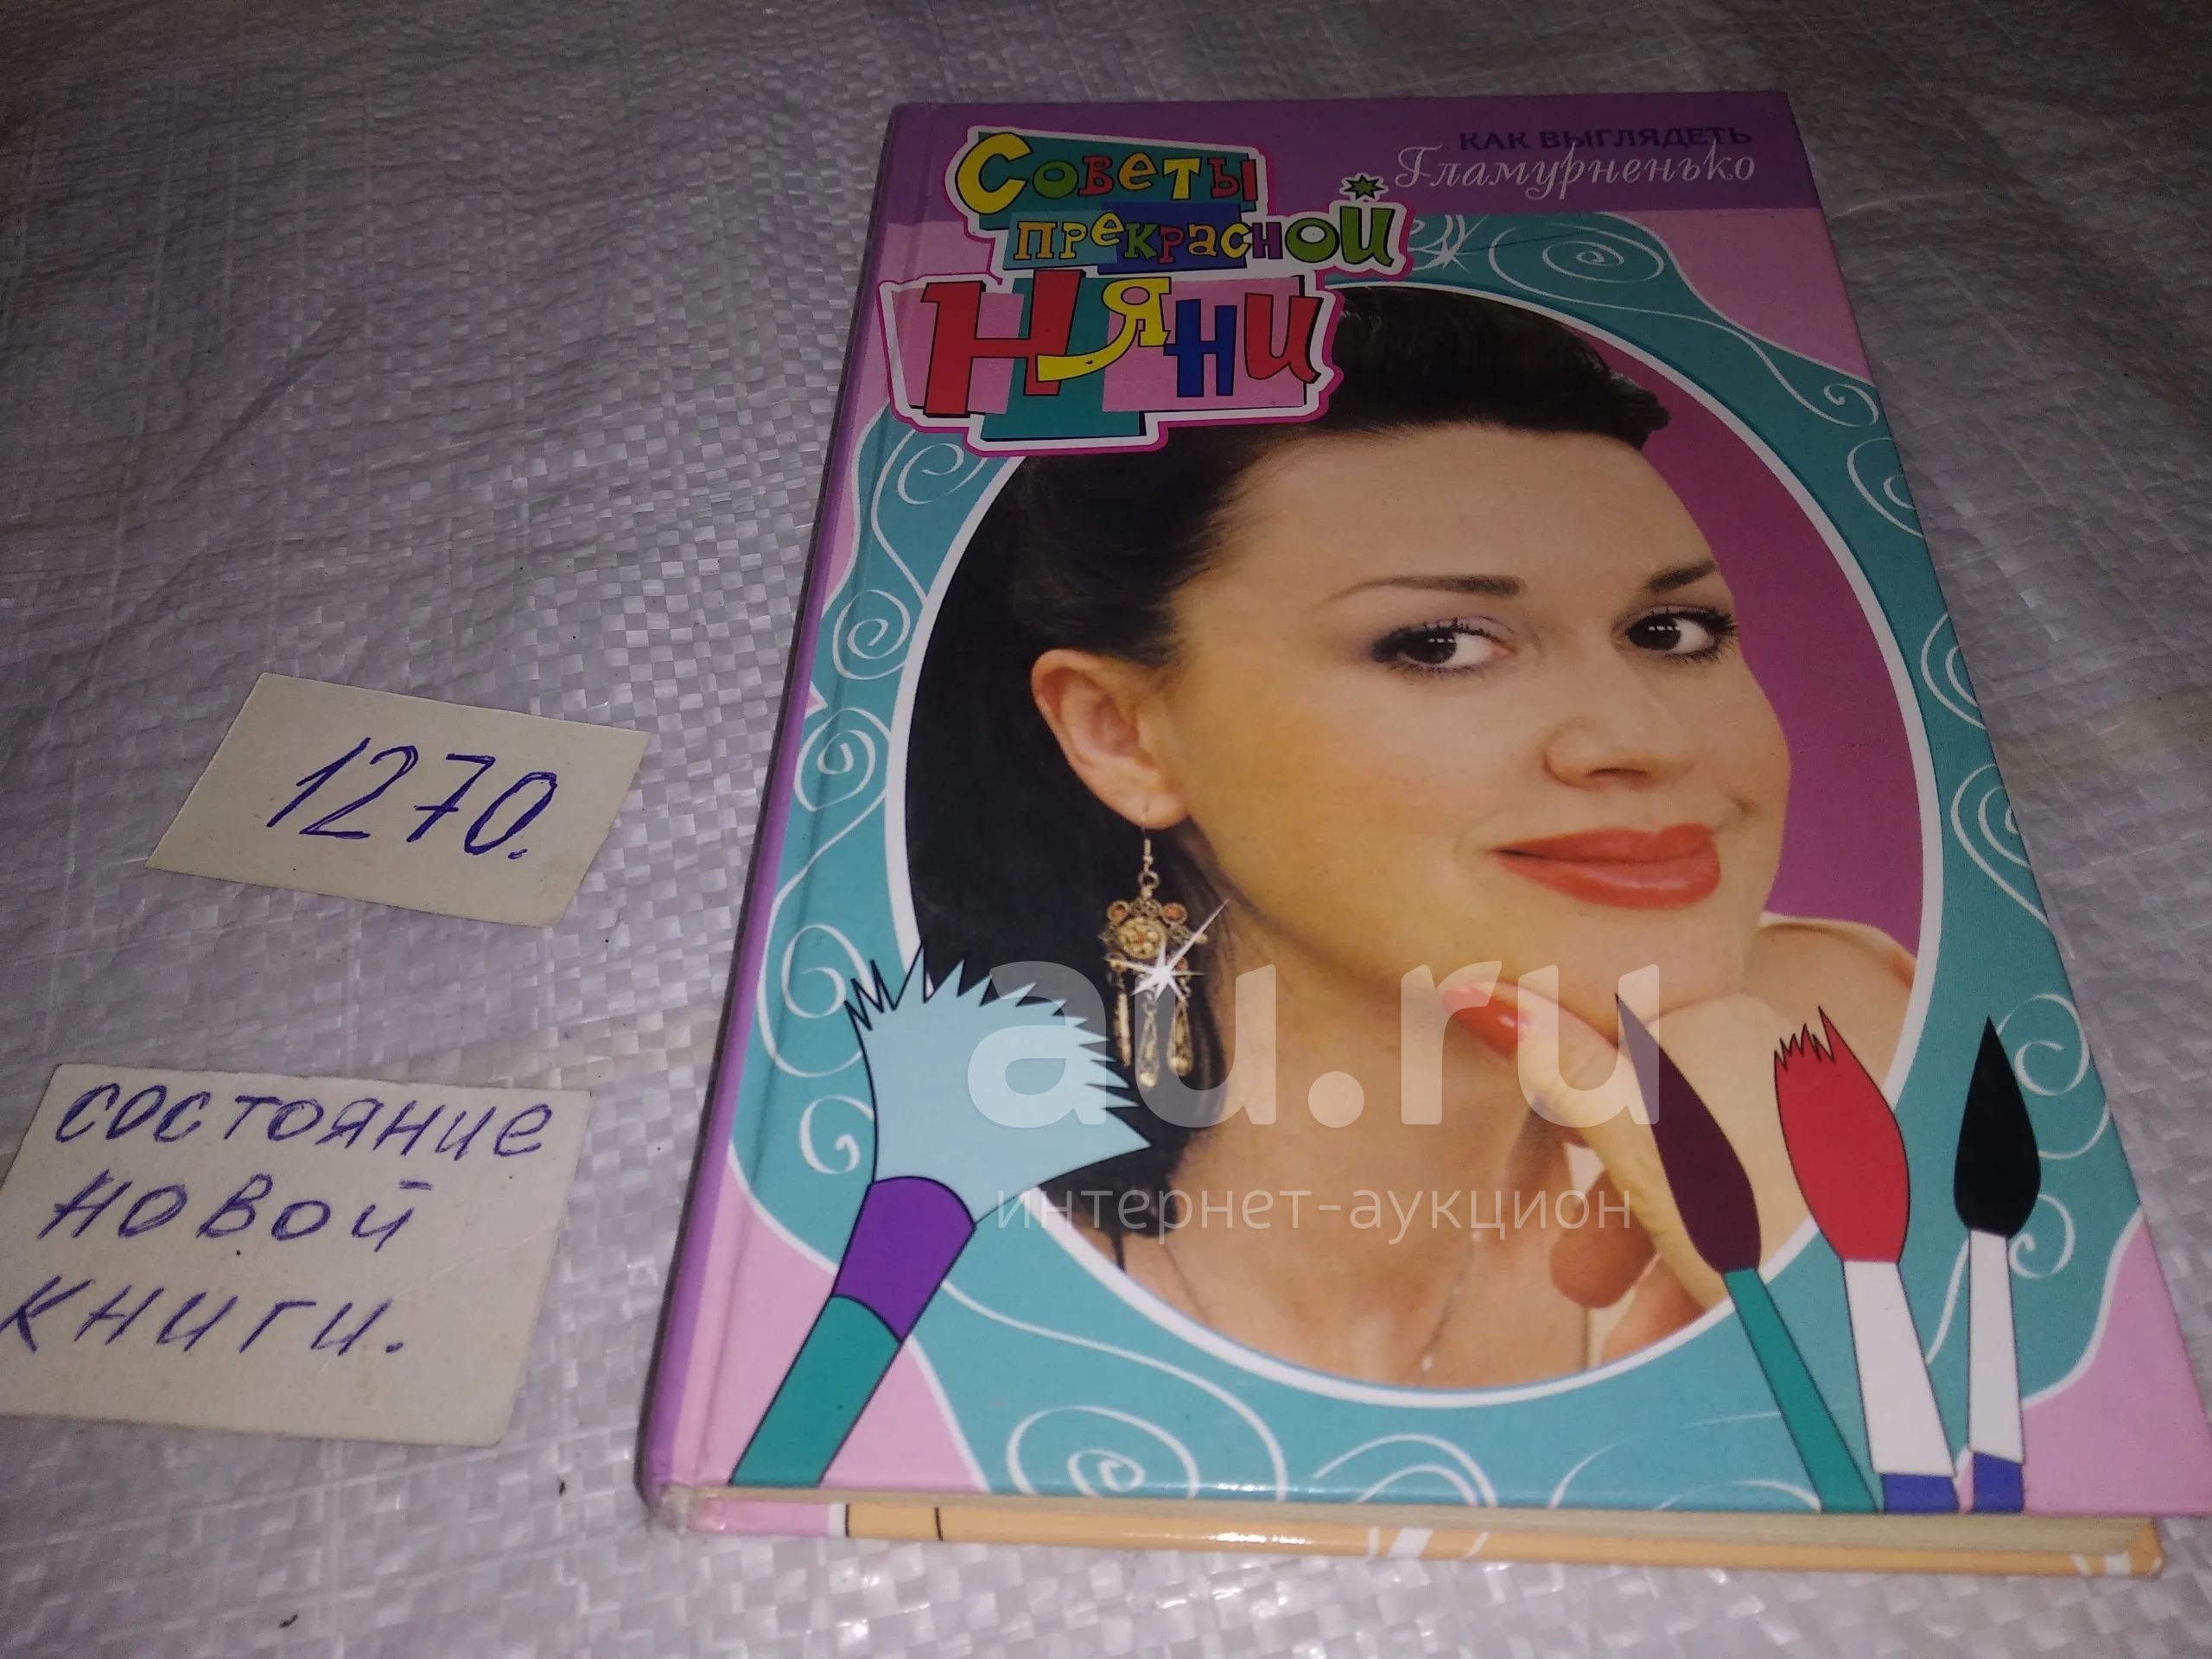 КАК ВЫГЛЯДЕТЬ
Гламурненько
Советы
прекрасной
Няни
1270.
состояние
новой
книги.
au.ru
интернет-аукцион